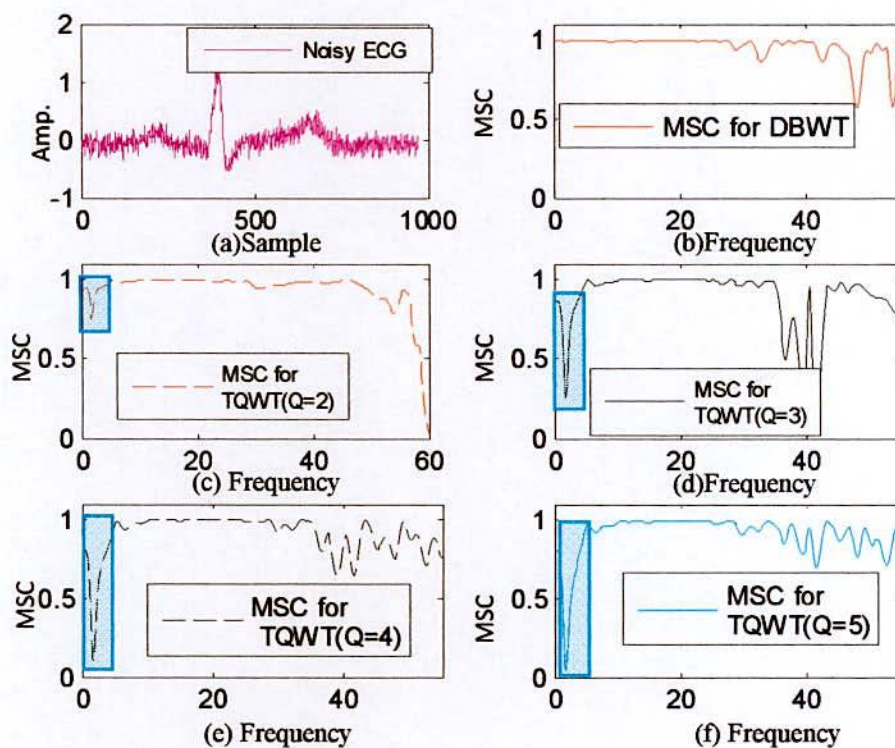 2
1
0
-1
Amp.
Noisy ECG
0
500
1000
(a)Sample
1
0.5
0
MSC
MSC for DBWT
0
20
40
(b)Frequency
1
0.5
0
MSC
MSC for
TQWT(Q=2)
0
20
40
60
(c) Frequency
1
0.5
0
MSC
MSC for
TQWT(Q=3)
0
20
40
(d)Frequency
1
0.5
0
MSC
MSC for
TQWT(Q=4)
0
20
40
(e) Frequency
1
0.5
0
MSC
MSC for
TQWT(Q=5)
0
20
40
(f) Frequency